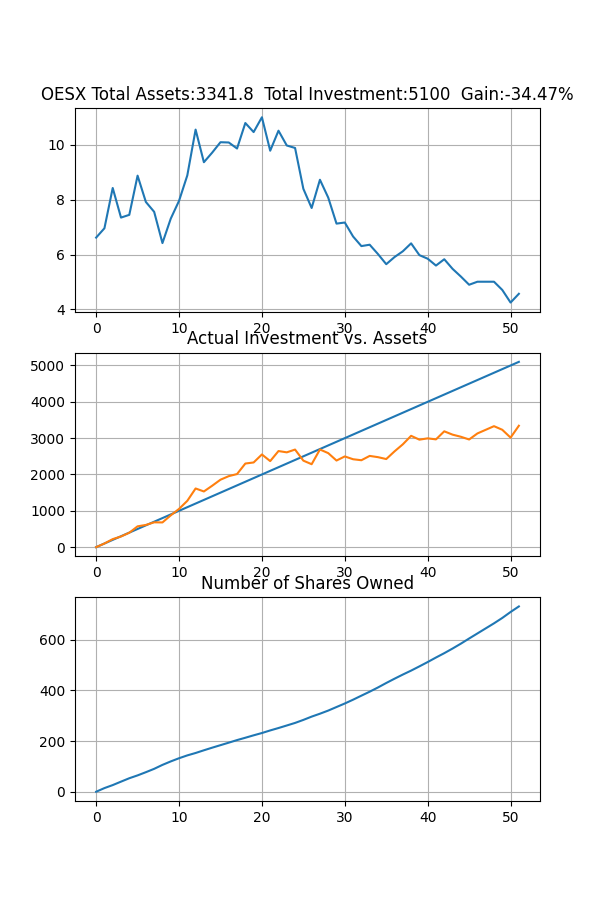 OESX Total Assets:3341.8  Total Investment:5100  Gain:-34.47%
10
8
6
4
0 10 20 30 40 50
Actual Investment vs. Assets
5000
4000
3000
2000
1000
0
0 10 20 30 40 50
Number of Shares Owned
600
400
200
0
0 10 20 30 40 50